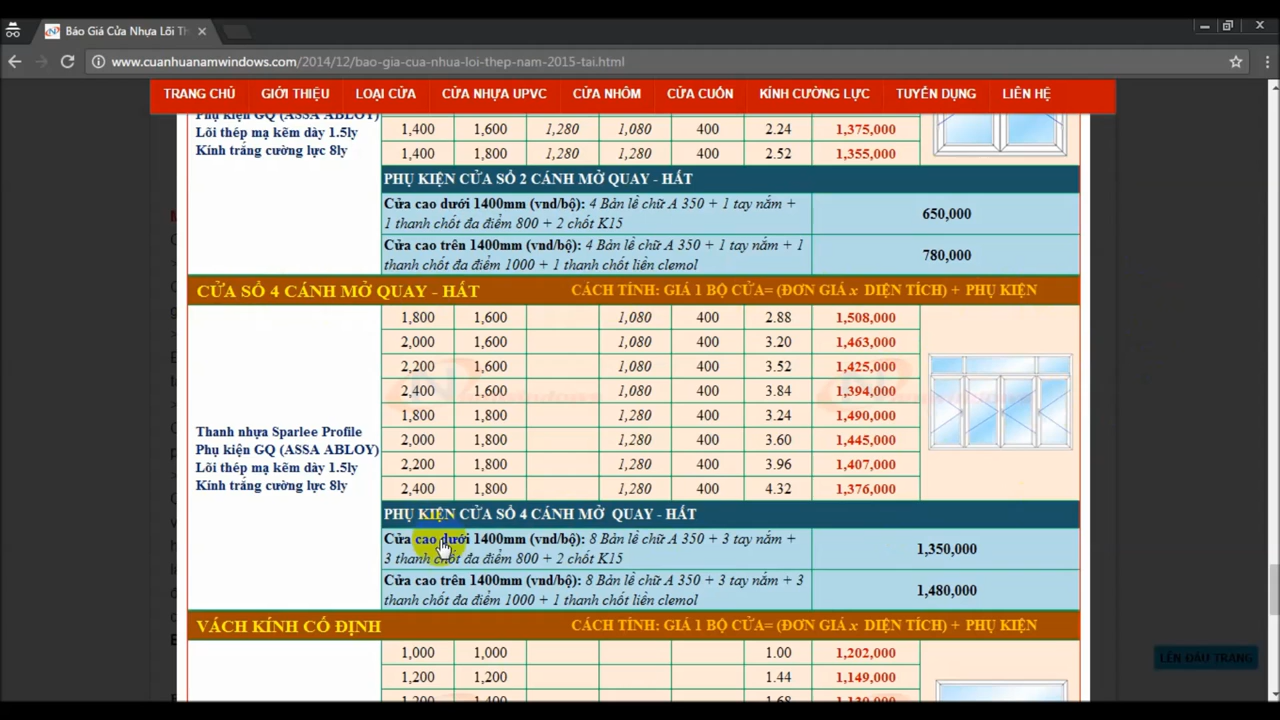 Báo Giá Cửa Nhựa Lõi Th
www.cuanhuanamwindows.com/2014/12/bao-gia-cua-nhua-loi-thep-nam-2015-tai.html
TRANG CHỦ GIỚI THIỆU LOẠI CỬA CỬA NHỰA UPVC CỬA NHÔM CỬA CUỐN KÍNH CƯỜNG LỰC TUYỂN DỤNG LIÊN HỆ
Phụ kiện GQ (ASSA ABLOY)
Lõi thép mạ kẽm dày 1.5ly
Kính trắng cường lực 8ly
1,400 1,600 1,280 1,080 400 2.24 1,375,000
1,400 1,800 1,280 1,280 400 2.52 1,355,000
PHỤ KIỆN CỬA SỔ 2 CÁNH MỞ QUAY - HẤT
Cửa cao dưới 1400mm (vnd/bộ): 4 Bản lề chữ A 350 + 1 tay nắm +
1 thanh chốt đa điểm 800 + 2 chốt K15
650,000
Cửa cao trên 1400mm (vnd/bộ): 4 Bản lề chữ A 350 + 1 tay nắm + 1
thanh chốt đa điểm 1000 + 1 thanh chốt liên clemol
780,000
CỬA SỔ 4 CÁNH MỞ QUAY - HẤT CÁCH TÍNH: GIÁ 1 BỘ CỬA= (ĐƠN GIÁ x DIỆN TÍCH) + PHỤ KIỆN
1,800 1,600 1,080 400 2.88 1,508,000
2,000 1,600 1,080 400 3.20 1,463,000
2,200 1,600 1,080 400 3.52 1,425,000
2,400 1,600 1,080 400 3.84 1,394,000
1,800 1,800 1,280 400 3.24 1,490,000
2,000 1,800 1,280 400 3.60 1,445,000
2,200 1,800 1,280 400 3.96 1,407,000
2,400 1,800 1,280 400 4.32 1,376,000
Thanh nhựa Sparlee Profile
Phụ kiện GQ (ASSA ABLOY)
Lõi thép mạ kẽm dày 1.5ly
Kính trắng cường lực 8ly
PHỤ KIỆN CỬA SỔ 4 CÁNH MỞ QUAY - HẤT
Cửa cao dưới 1400mm (vnd/bộ): 8 Bản lề chữ A 350 + 3 tay nắm +
3 thanh chốt đa điểm 800 + 2 chốt K15
1,350,000
Cửa cao trên 1400mm (vnd/bộ): 8 Bản lề chữ A 350 + 3 tay nắm + 3
thanh chốt đa điểm 1000 + 1 thanh chốt liên clemol
1,480,000
VÁCH KÍNH CỐ ĐỊNH CÁCH TÍNH: GIÁ 1 BỘ CỬA= (ĐƠN GIÁ x DIỆN TÍCH) + PHỤ KIỆN
1,000 1,000 1.00 1,202,000
1,200 1,200 1.44 1,149,000
LÊN ĐẦU TRANG